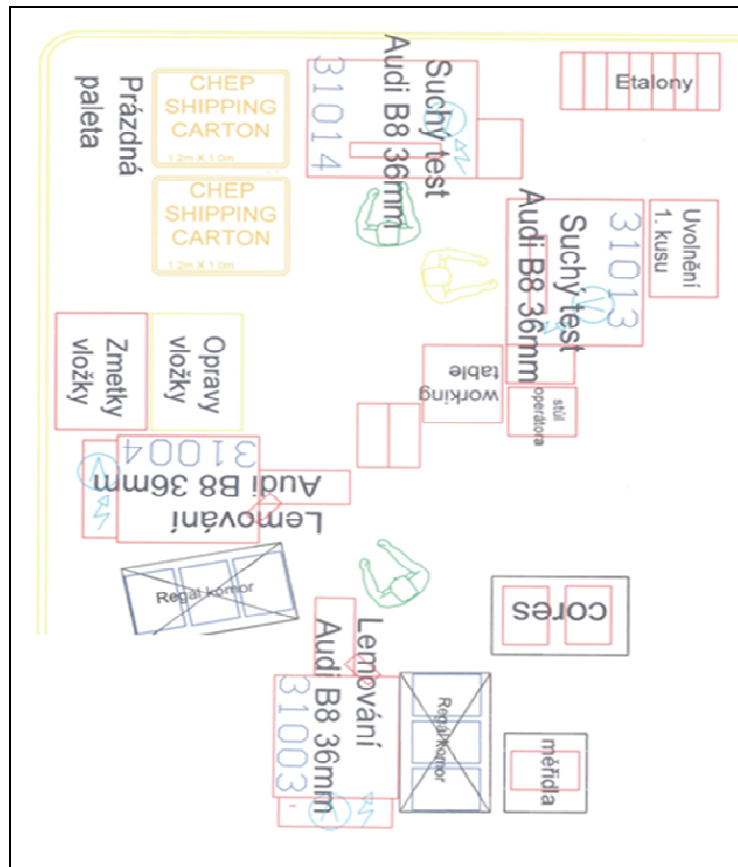 Prázdná
paleta
CHEP
SHIPPING
CARTON
1.2m X 1.0m
CHEP
SHIPPING
CARTON
1.2m X 1.0m
Suchý test
Audi B8 36mm
31014
Etalony
Uvolnění
1. kusu
31013
Suchý test
Audi B8 36mm
working
table
stůl
operátora
Zmetky
vložky
Opravy
vložky
Lemování
Audi B8 36mm
31004
Regál komor
cores
Lemování
Audi B8 36mm
31003
Regál komor
měřidla